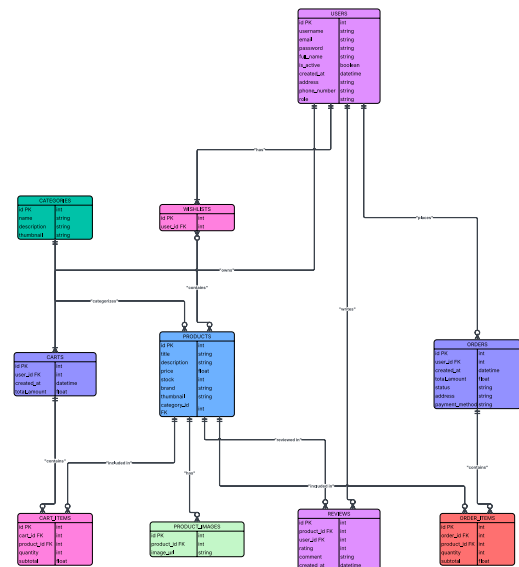 USERS
id PK int
username string
email string
password string
full_name string
is_active boolean
created_at datetime
address string
phone_number string
role string
"has"
CATEGORIES
id PK int
name string
description string
thumbnail string
WISHLISTS
id PK int
user_id FK int
"places"
"owns"
"contains"
"categorises"
"writes"
PRODUCTS
id PK int
title string
description string
price float
stock int
brand string
thumbnail string
category_id FK int
CARTS
id PK int
user_id FK int
created_at datetime
total_amount float
ORDERS
id PK int
user_id FK int
created_at datetime
total_amount float
status string
address string
payment_method string
"contains"
"included in"
"has"
"reviewed in"
"included in"
"contains"
CART_ITEMS
id PK int
cart_id FK int
product_id FK int
quantity int
subtotal float
PRODUCT_IMAGES
id PK int
product_id FK int
image_url string
REVIEWS
id PK int
product_id FK int
user_id FK int
rating int
comment string
created_at datetime
ORDER_ITEMS
id PK int
order_id FK int
product_id FK int
quantity int
subtotal float